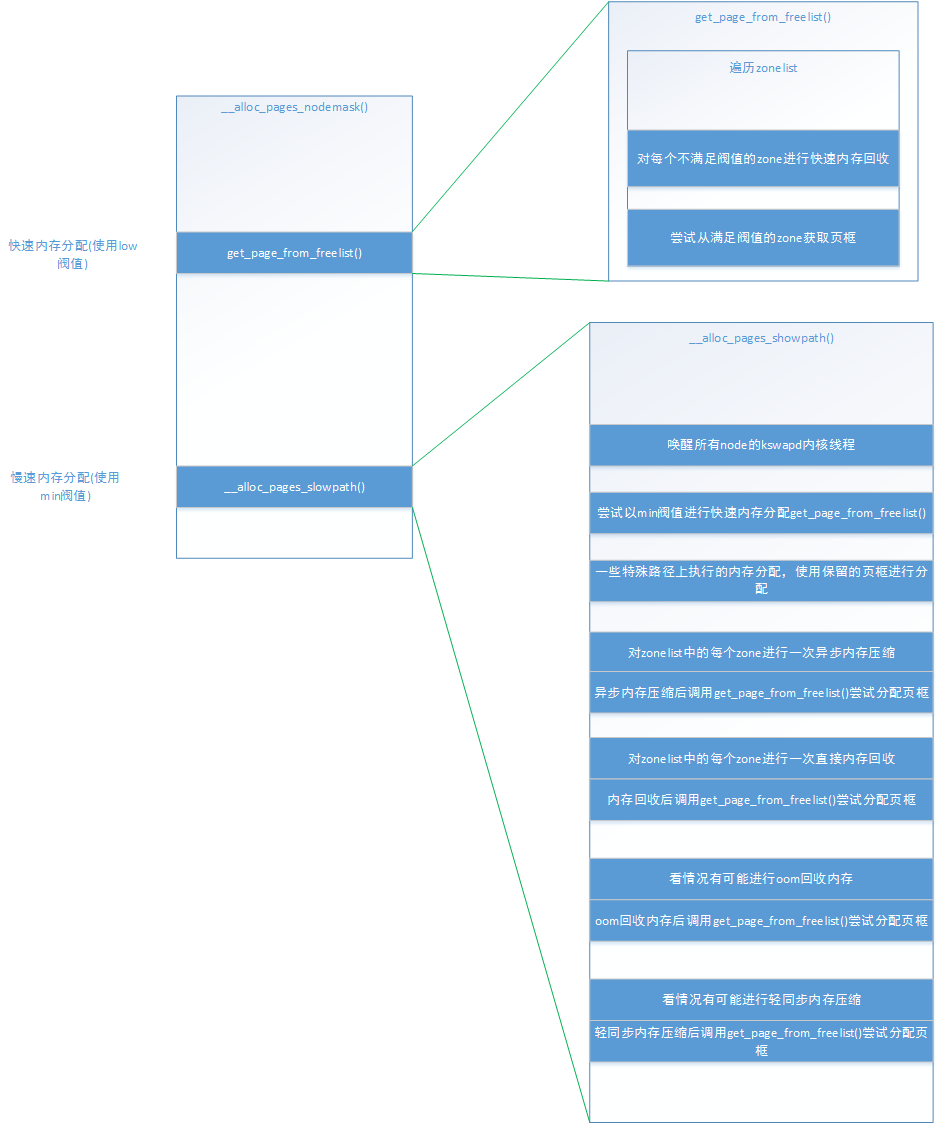 __alloc_pages_nodemask()
快速内存分配(使用low
阀值)
get_page_from_freelist()
慢速内存分配(使用
min阀值)
__alloc_pages_slowpath()
get_page_from_freelist()
遍历zonelist
对每个不满足阀值的zone进行快速内存回收
尝试从满足阀值的zone获取页框
__alloc_pages_showpath()
唤醒所有node的kswapd内核线程
尝试以min阀值进行快速内存分配get_page_from_freelist()
一些特殊路径上执行的内存分配，使用保留的页框进行分
配
对zonelist中的每个zone进行一次异步内存压缩
异步内存压缩后调用get_page_from_freelist()尝试分配页框
对zonelist中的每个zone进行一次直接内存回收
内存回收后调用get_page_from_freelist()尝试分配页框
看情况有可能进行oom回收内存
oom回收内存后调用get_page_from_freelist()尝试分配页框
看情况有可能进行轻同步内存压缩
轻同步内存压缩后调用get_page_from_freelist()尝试分配页
框